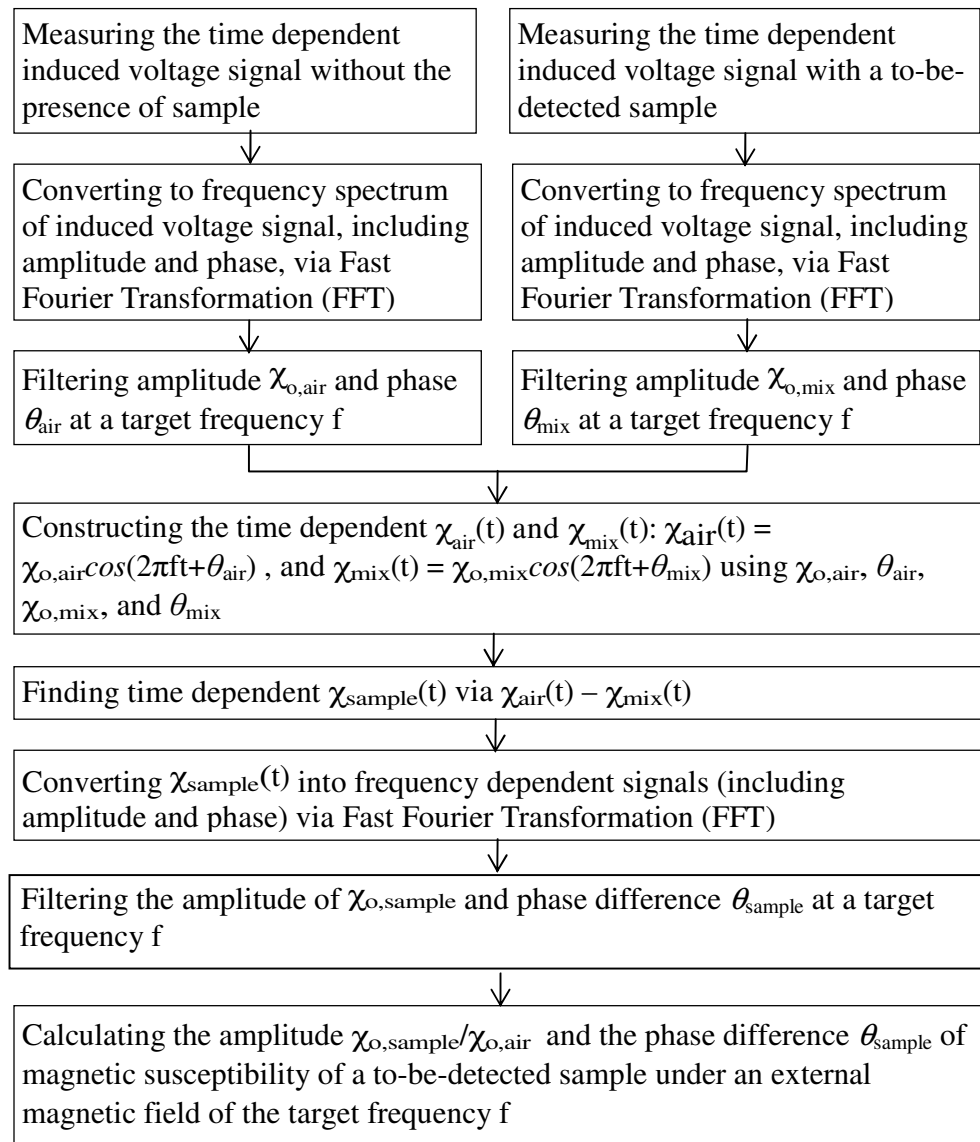 Measuring the time dependent
induced voltage signal without the
presence of sample
Measuring the time dependent
induced voltage signal with a to-be-
detected sample
Converting to frequency spectrum
of induced voltage signal, including
amplitude and phase, via Fast
Fourier Transformation (FFT)
Converting to frequency spectrum
of induced voltage signal, including
amplitude and phase, via Fast
Fourier Transformation (FFT)
Filtering amplitude χo,air and phase
θair at a target frequency f
Filtering amplitude χo,mix and phase
θmix at a target frequency f
Constructing the time dependent χair(t) and χmix(t): χair(t) =
χo,air cos(2πft+θair) , and χmix(t) = χo,mix cos(2πft+θmix) using χo,air, θair,
χo,mix, and θmix
Finding time dependent χsample(t) via χair(t) – χmix(t)
Converting χsample(t) into frequency dependent signals (including
amplitude and phase) via Fast Fourier Transformation (FFT)
Filtering the amplitude of χo,sample and phase difference θsample at a target
frequency f
Calculating the amplitude χo,sample/χo,air and the phase difference θsample of
magnetic susceptibility of a to-be-detected sample under an external
magnetic field of the target frequency f